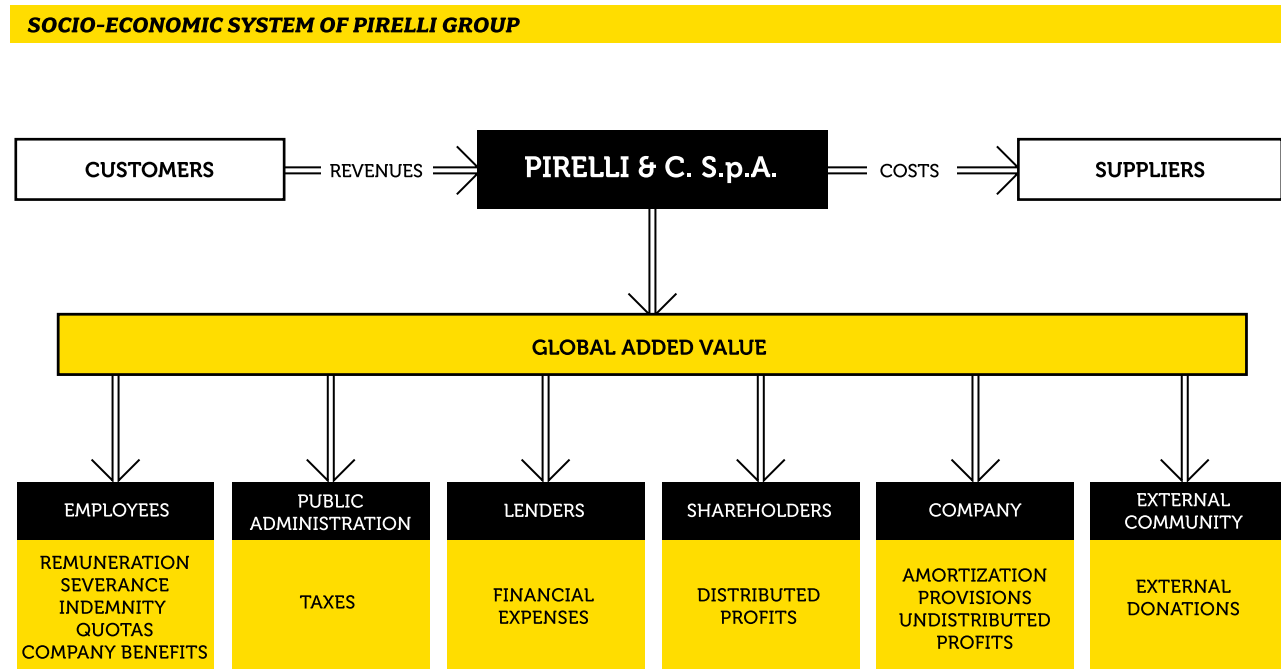 SOCIO-ECONOMIC SYSTEM OF PIRELLI GROUP
CUSTOMERS
REVENUES
PIRELLI & C. S.p.A.
COSTS
SUPPLIERS
GLOBAL ADDED VALUE
EMPLOYEES
REMUNERATION
SEVERANCE
INDEMNITY
QUOTAS
COMPANY BENEFITS
PUBLIC
ADMINISTRATION
TAXES
LENDERS
FINANCIAL
EXPENSES
SHAREHOLDERS
DISTRIBUTED
PROFITS
COMPANY
AMORTIZATION
PROVISIONS
UNDISTRIBUTED
PROFITS
EXTERNAL
COMMUNITY
EXTERNAL
DONATIONS